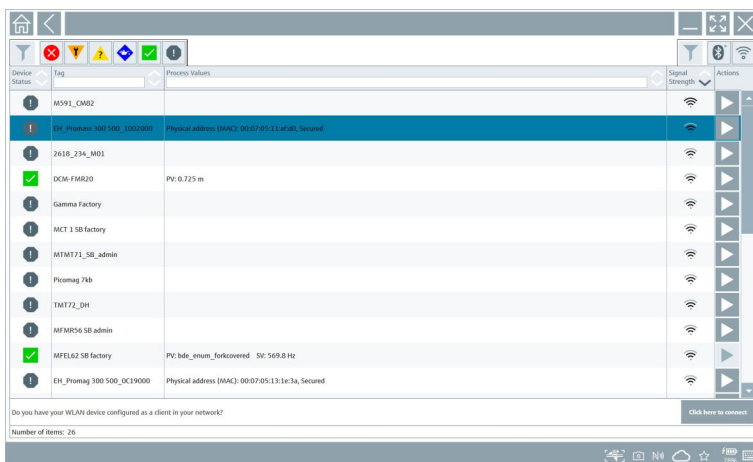 Device Status
Tag
Process Values
Signal Strength
Actions
M591_CM82
EH_Promass 300 500_1002000 Physical address (MAC): 00:07:05:11:af:d0, Secured
2618_234_M01
DCM-FMR20 PV: 0.725 m
Gamma Factory
MCT 1 SB factory
MTMT71_SB_admin
Picomag 7kb
TMT72_DH
MFMR56 SB admin
MFEL62 SB factory PV: bde_enum_forkcovered SV: 569.8 Hz
EH_Promag 300 500_0C19000 Physical address (MAC): 00:07:05:13:1e:3a, Secured
Do you have your WLAN device configured as a client in your network?
Click here to connect
Number of items: 26